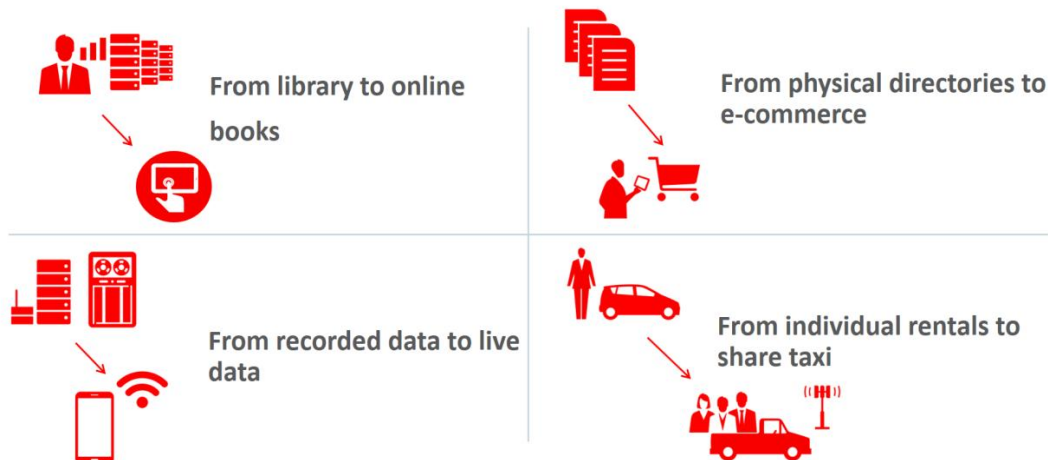 From library to online
books
From physical directories to
e-commerce
From recorded data to live
data
From individual rentals to
share taxi